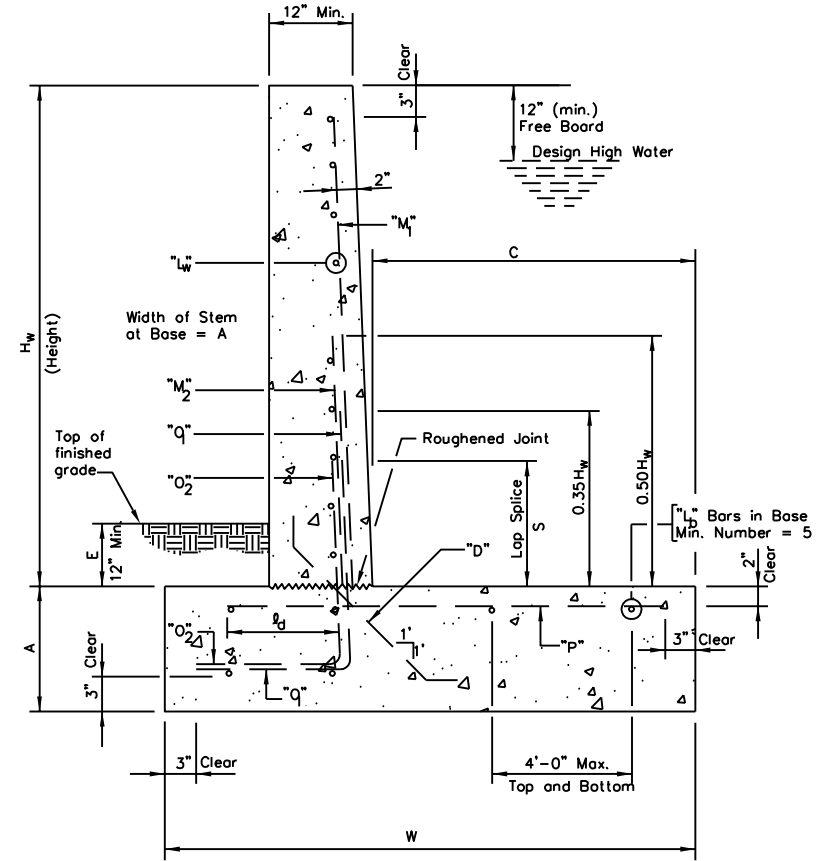 12" Min.
3" Clear
12" (min.)
Free Board
Design High Water
2"
"M1"
"Lw"
C
Width of Stem
at Base = A
Hw
(Height)
"M2"
"Q"
"O2"
Roughened Joint
Top of
finished
grade
E
12" Min.
Lap Splice
S
0.35Hw
0.50Hw
"Lb" Bars in Base
Min. Number = 5
2"
Clear
"D"
"O2"
ℓd
1'
1'
"P"
3" Clear
A
3" Clear
"Q"
3" Clear
4'-0" Max.
Top and Bottom
W